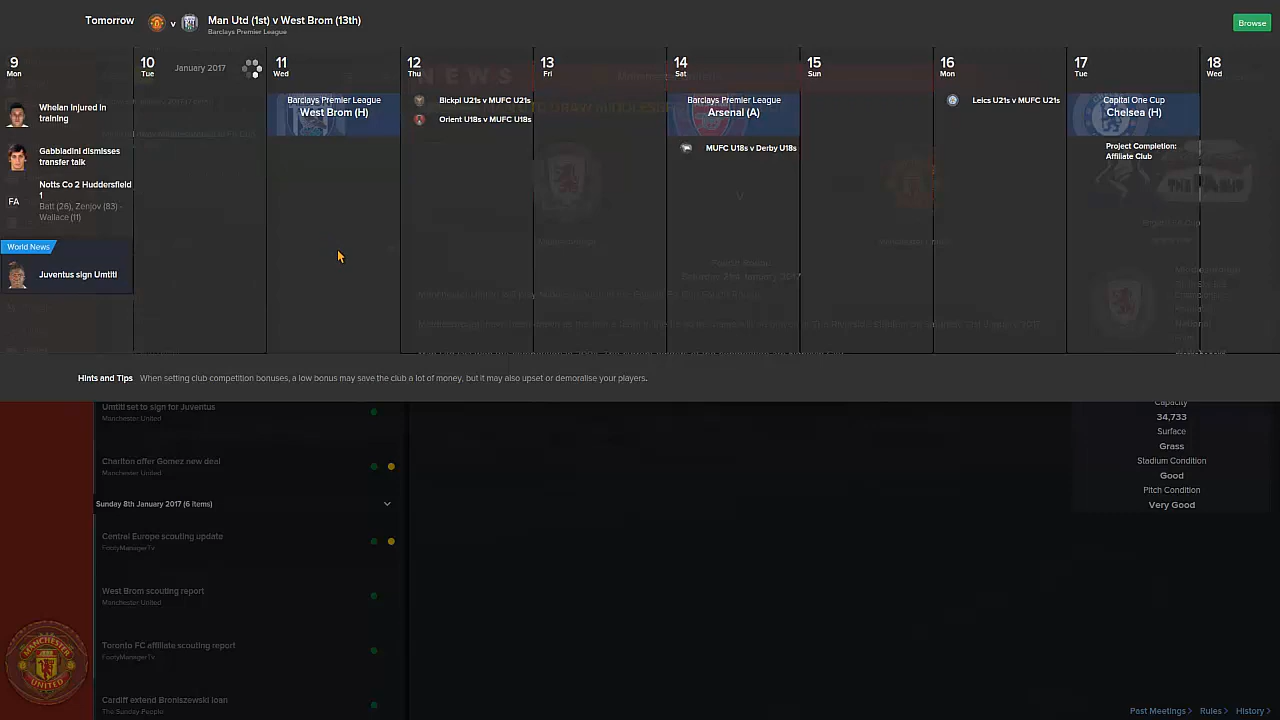 Tomorrow
v
Man Utd (1st) v West Brom (13th)
Barclays Premier League
Browse
9
Mon
10
Tue
January 2017
11
Wed
12
Thu
13
Fri
14
Sat
15
Sun
16
Mon
17
Tue
18
Wed
NEWS
Whelan injured in
training
Gabbiadini dismisses
transfer talk
FA
Notts Co 2 Huddersfield
1
Batt (26), Zenjov (83) -
Wallace (11)
World News
Juventus sign Umtiti
Barclays Premier League
West Brom (H)
Blckpl U21s v MUFC U21s
Orient U18s v MUFC U18s
Barclays Premier League
Arsenal (A)
MUFC U18s v Derby U18s
Leics U21s v MUFC U21s
Capital One Cup
Chelsea (H)
Project Completion:
Affiliate Club
V
Hints and Tips
When setting club competition bonuses, a low bonus may save the club a lot of money, but it may also upset or demoralise your players.
Umtiti set to sign for Juventus
Manchester United
Charlton offer Gomez new deal
Manchester United
Sunday 8th January 2017 (6 items)
Central Europe scouting update
FootyManagerTv
West Brom scouting report
Manchester United
Toronto FC affiliate scouting report
FootyManagerTv
Cardiff extend Broniszewski loan
The Sunday People
MANCHESTER
UNITED
Capacity
34,733
Surface
Grass
Stadium Condition
Good
Pitch Condition
Very Good
Past Meetings >
Rules >
History >